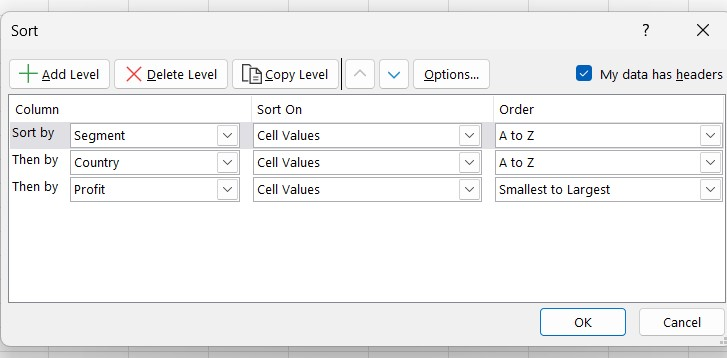 Sort ? ×
Add Level Delete Level Copy Level Options... My data has headers
Column Sort On Order
Sort by Segment Cell Values A to Z
Then by Country Cell Values A to Z
Then by Profit Cell Values Smallest to Largest
OK Cancel